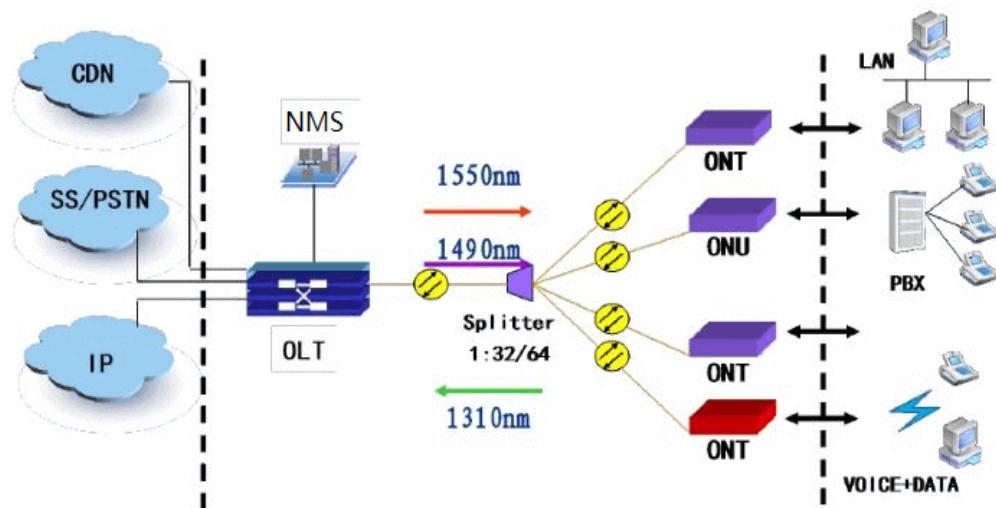 CDN
SS/PSTN
IP
NMS
OLT
1550nm
1490nm
Splitter
1:32/64
1310nm
ONT
ONU
ONT
ONT
LAN
PBX
VOICE+DATA